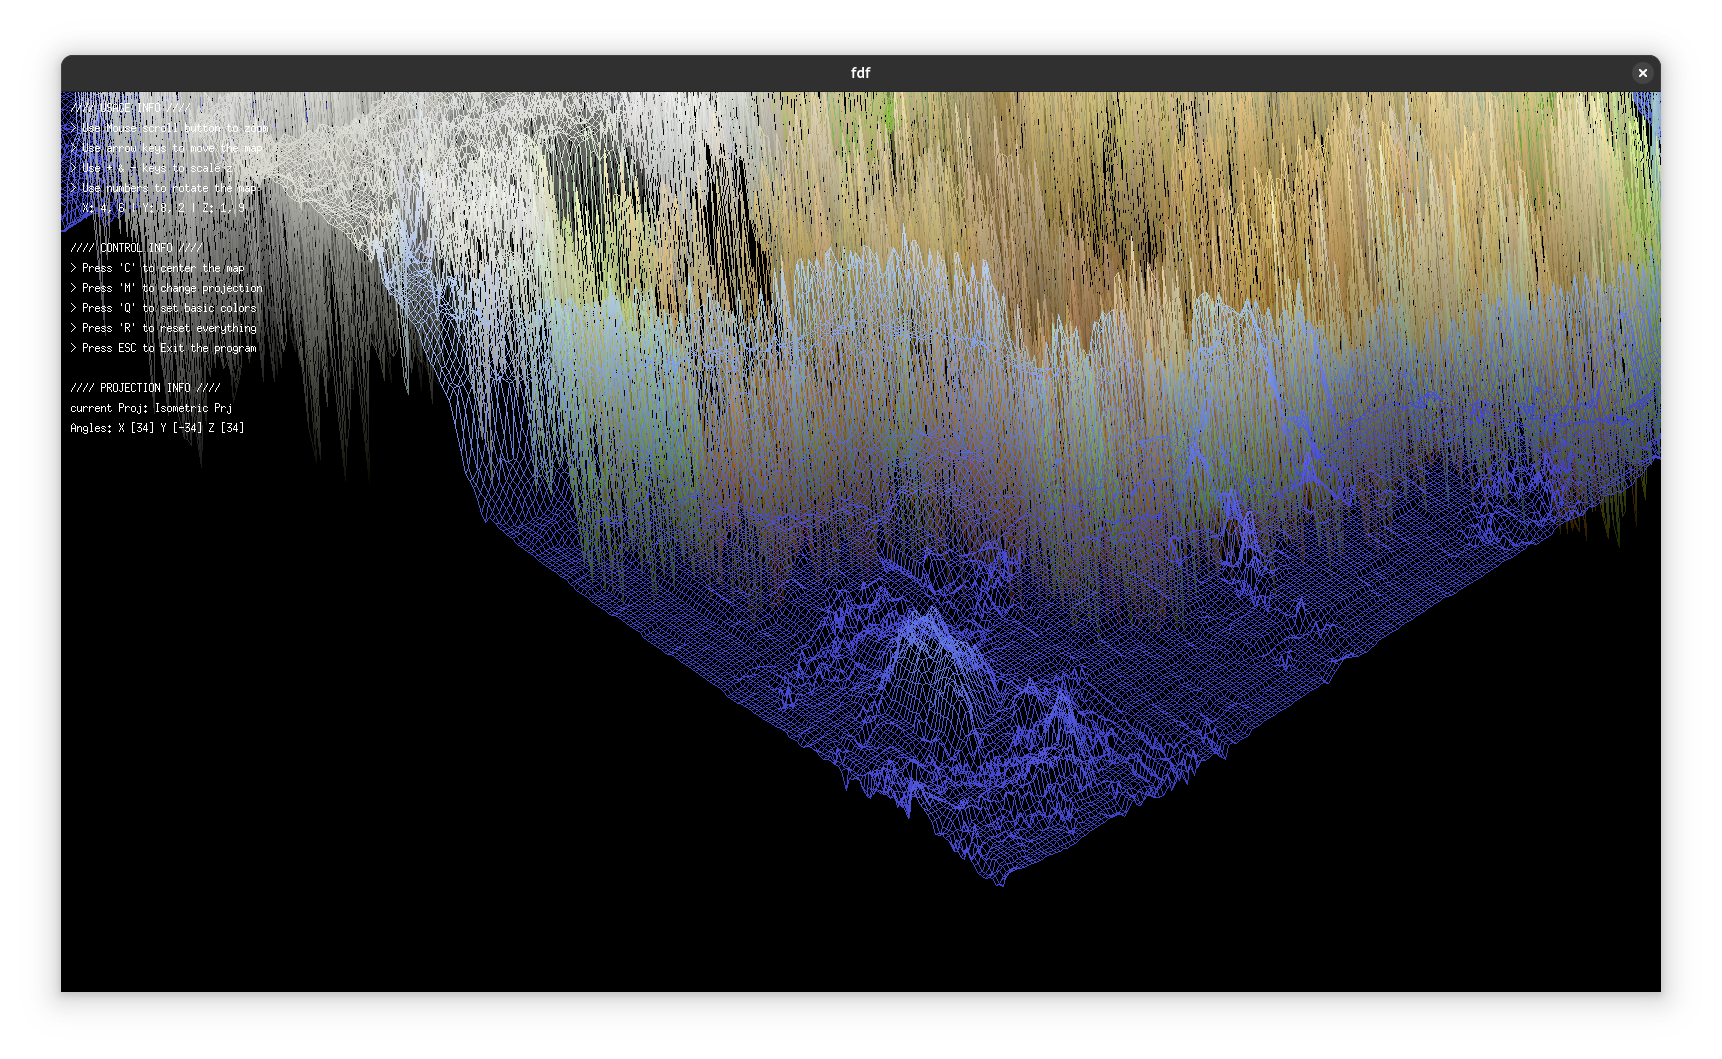 fdf
//// USAGE INFO ////
> Use Mouse scroll button to zoom
> Use arrow keys to move the map
> Use + & - keys to scale z
> Use numbers to rotate the map
X: 4, 6 | Y: 8, 2 | Z: 1, 9
//// CONTROL INFO ////
> Press 'C' to center the map
> Press 'M' to change projection
> Press 'Q' to set basic colors
> Press 'R' to reset everything
> Press ESC to Exit the program
//// PROJECTION INFO ////
current Proj: Isometric Prj
Angles: X [34] Y [-34] Z [34]